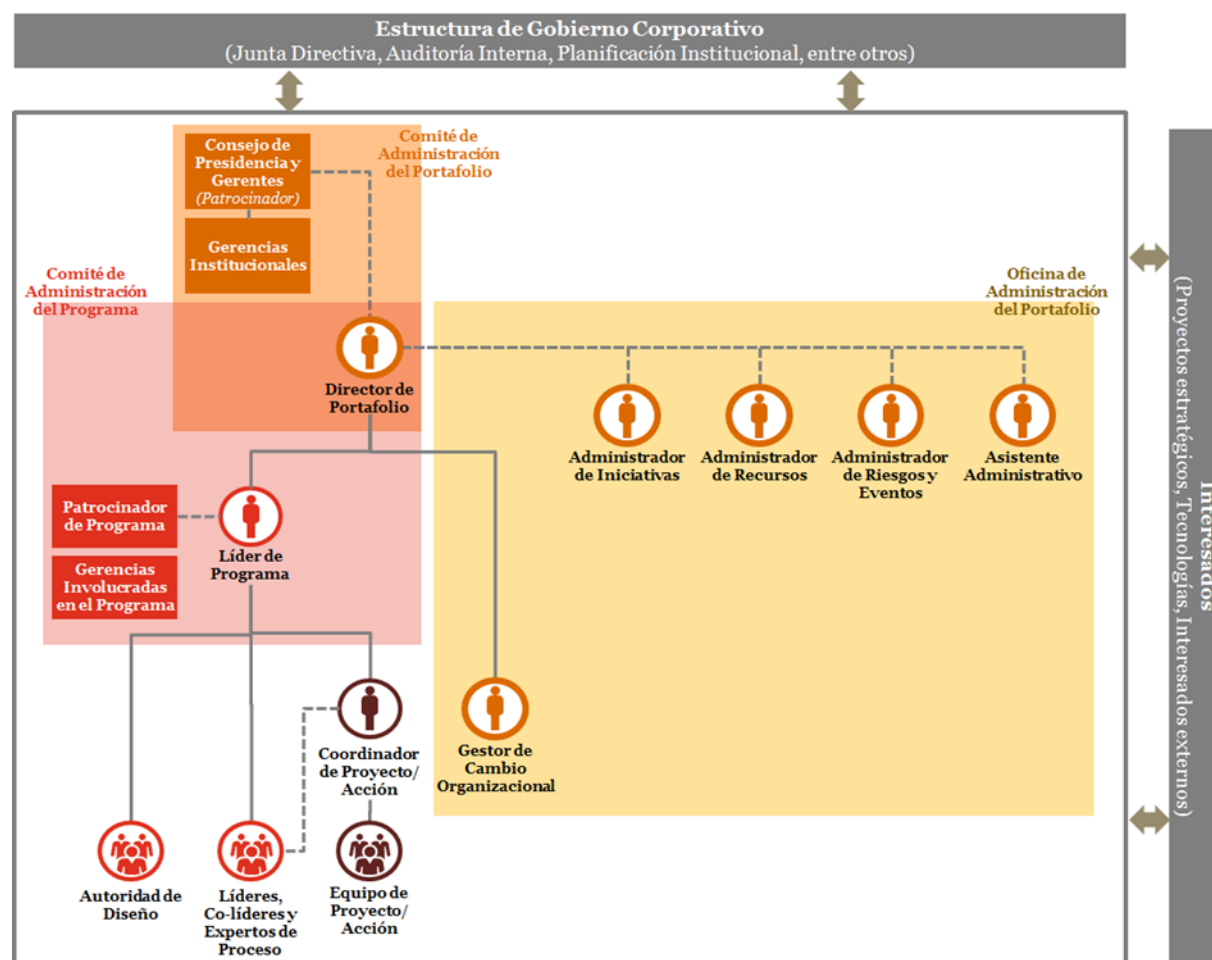 Estructura de Gobierno Corporativo
(Junta Directiva, Auditoría Interna, Planificación Institucional, entre otros)
Consejo de
Presidencia y
Gerentes
(Patrocinador)
Comité de
Administración
del Portafolio
Gerencias
Institucionales
Comité de
Administración
del Programa
Oficina de
Administración
del Portafolio
Director de
Portafolio
Administrador
de Iniciativas
Administrador
de Recursos
Administrador
de Riesgos y
Eventos
Asistente
Administrativo
Patrocinador
de Programa
Líder de
Programa
Gerencias
Involucradas
en el Programa
Coordinador
de Proyecto/
Acción
Gestor de
Cambio
Organizacional
Autoridad de
Diseño
Líderes,
Co-líderes y
Expertos de
Proceso
Equipo de
Proyecto/
Acción
Interesados
(Proyectos estratégicos, Tecnologías, Interesados externos)